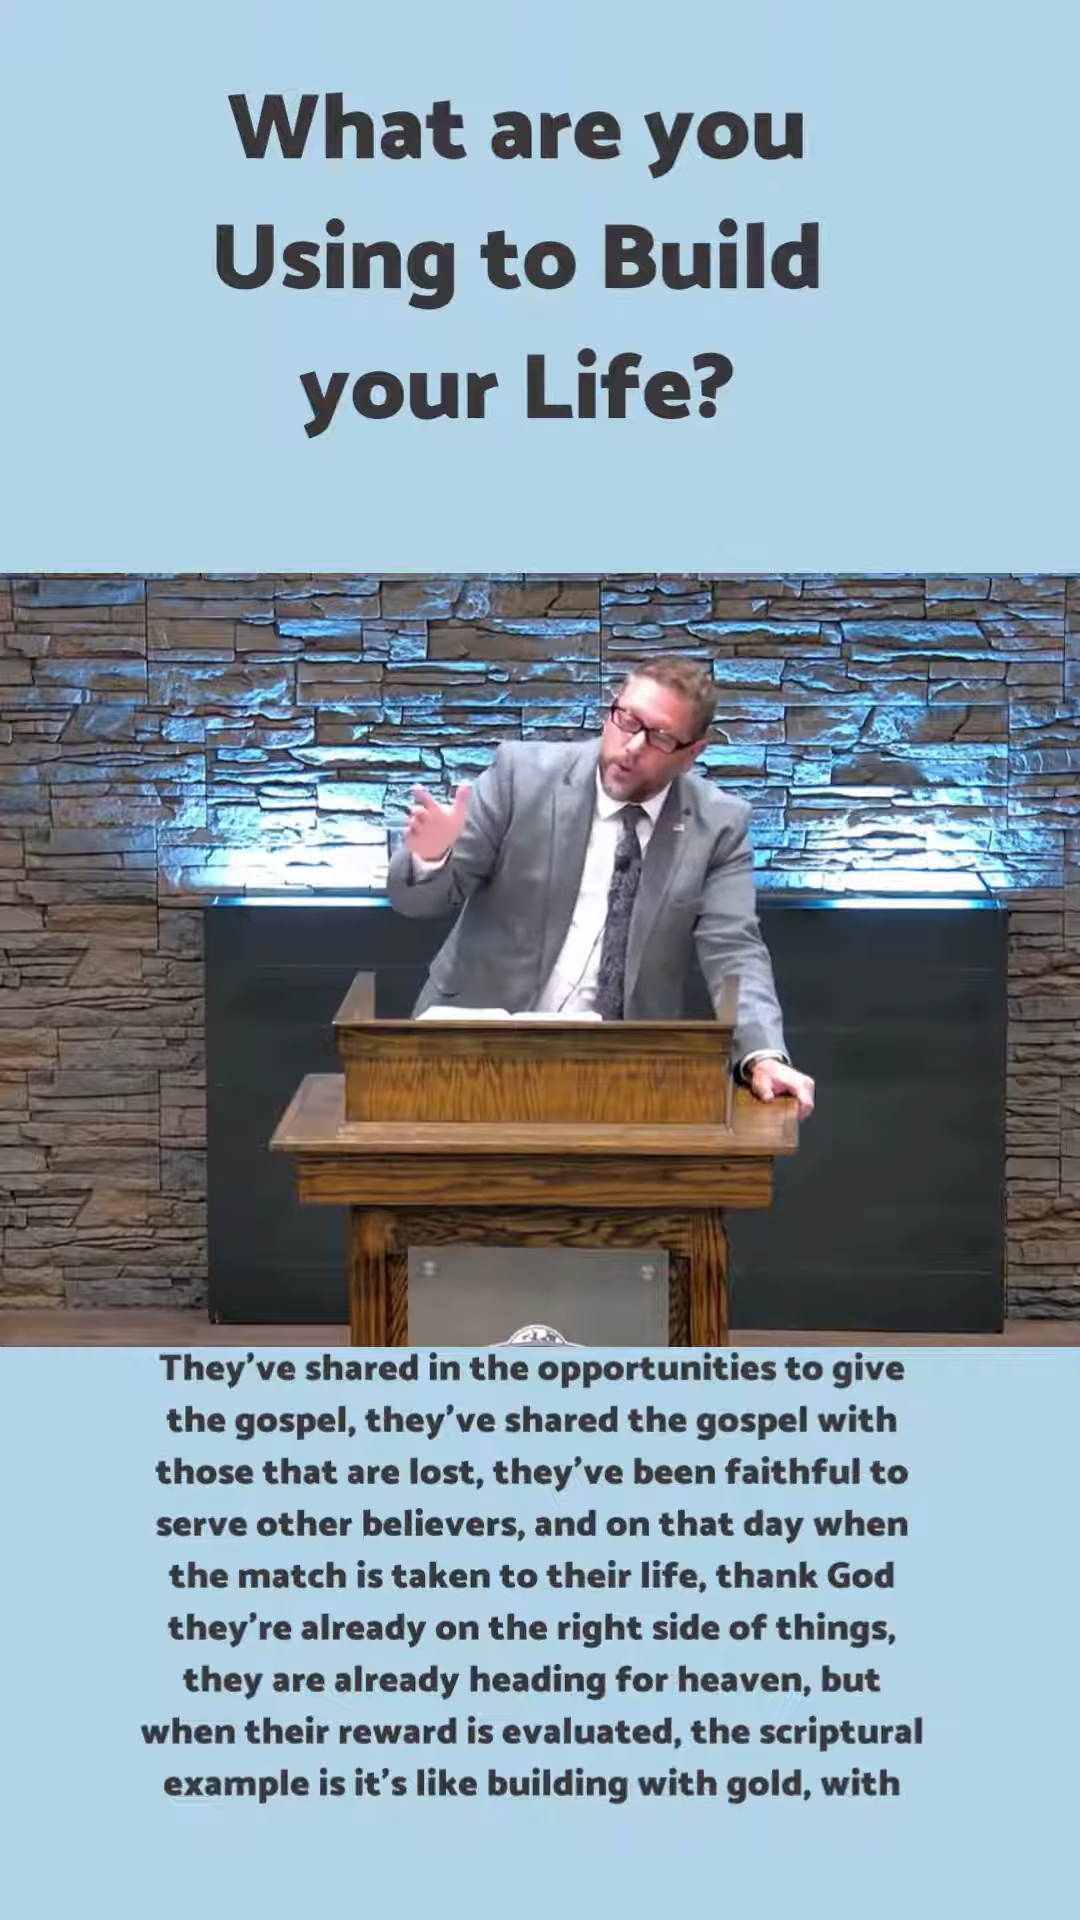 What are you
Using to Build
your Life?
They've shared in the opportunities to give
the gospel, they've shared the gospel with
those that are lost, they've been faithful to
serve other believers, and on that day when
the match is taken to their life, thank God
they're already on the right side of things,
they are already heading for heaven, but
when their reward is evaluated, the scriptural
example is it's like building with gold, with